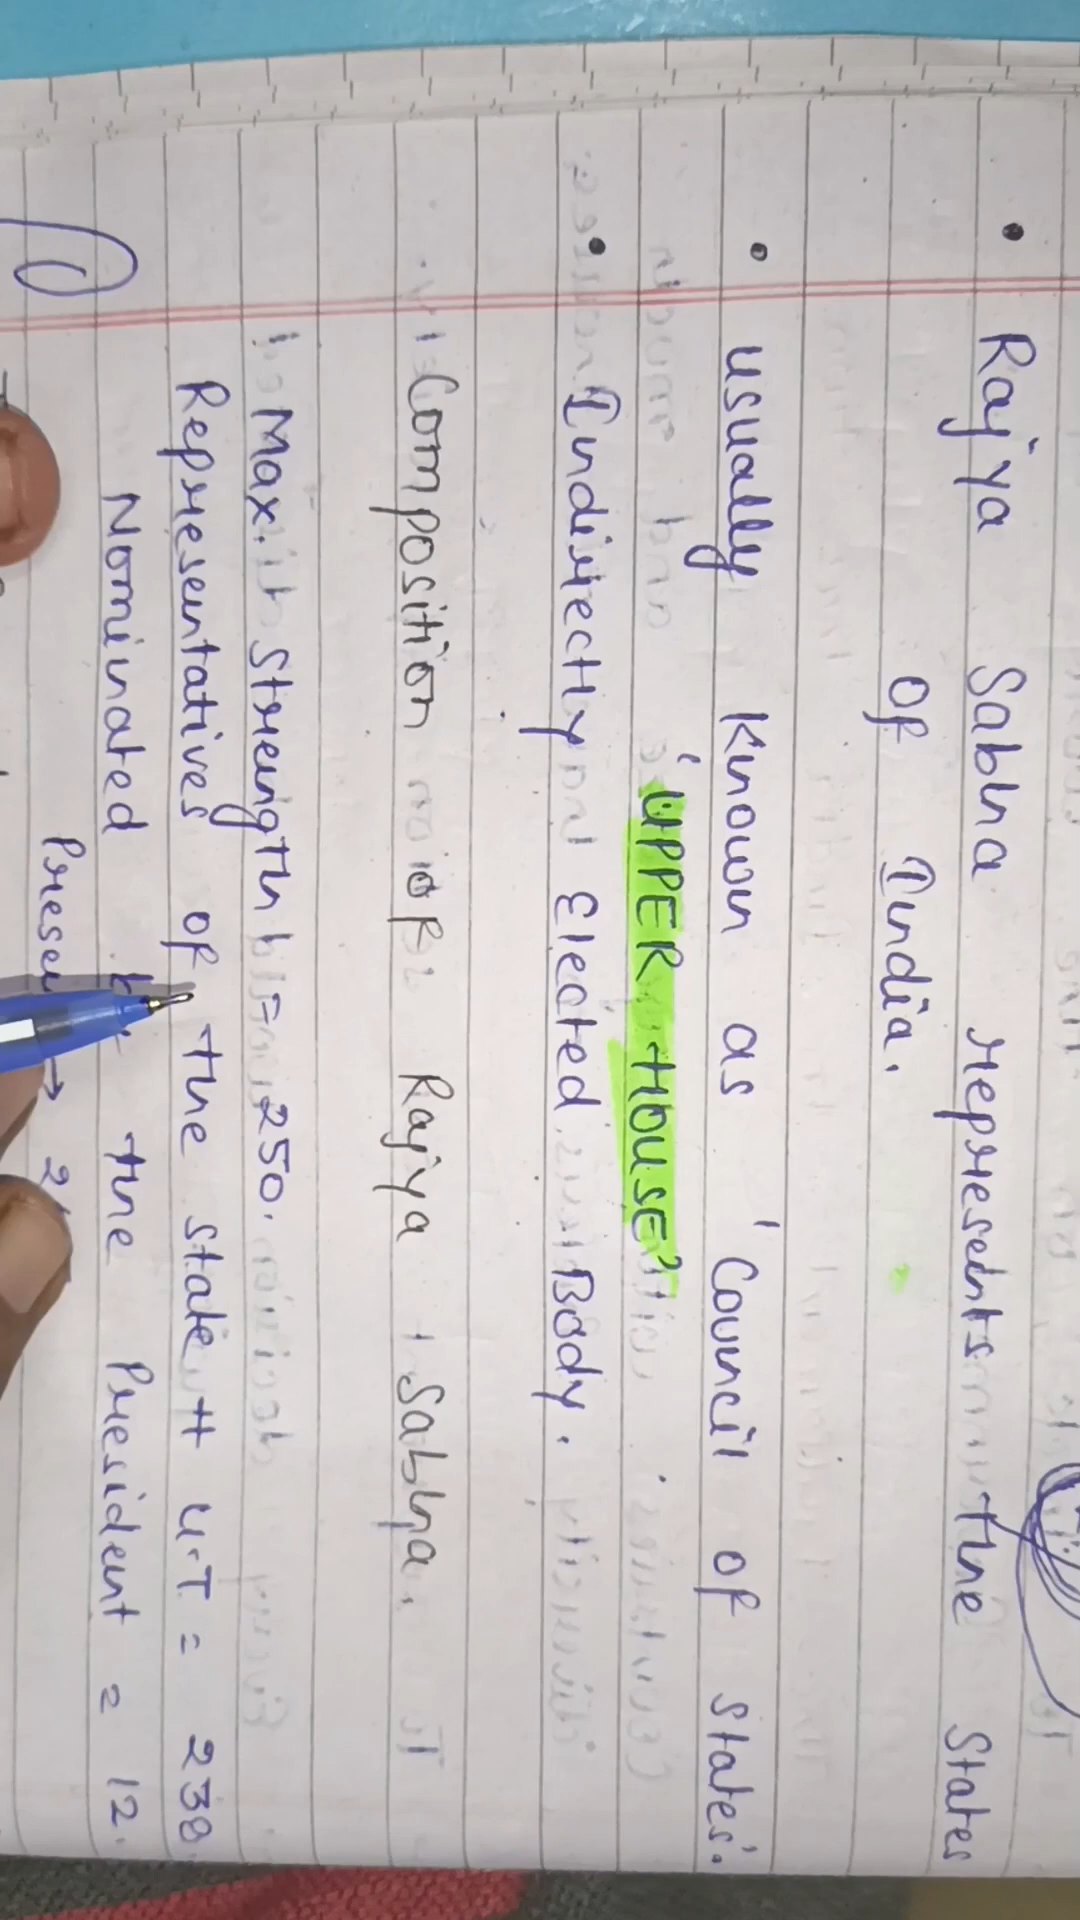 • Rajya Sabha represents the States
of India.
• usually known as 'Council of States'.
'UPPER HOUSE'.
• Indirectly Elected Body.
Composition of Rajya Sabha.
Max. Strength = 250.
Representatives of the state + U.T = 238.
Nominated by the President = 12.